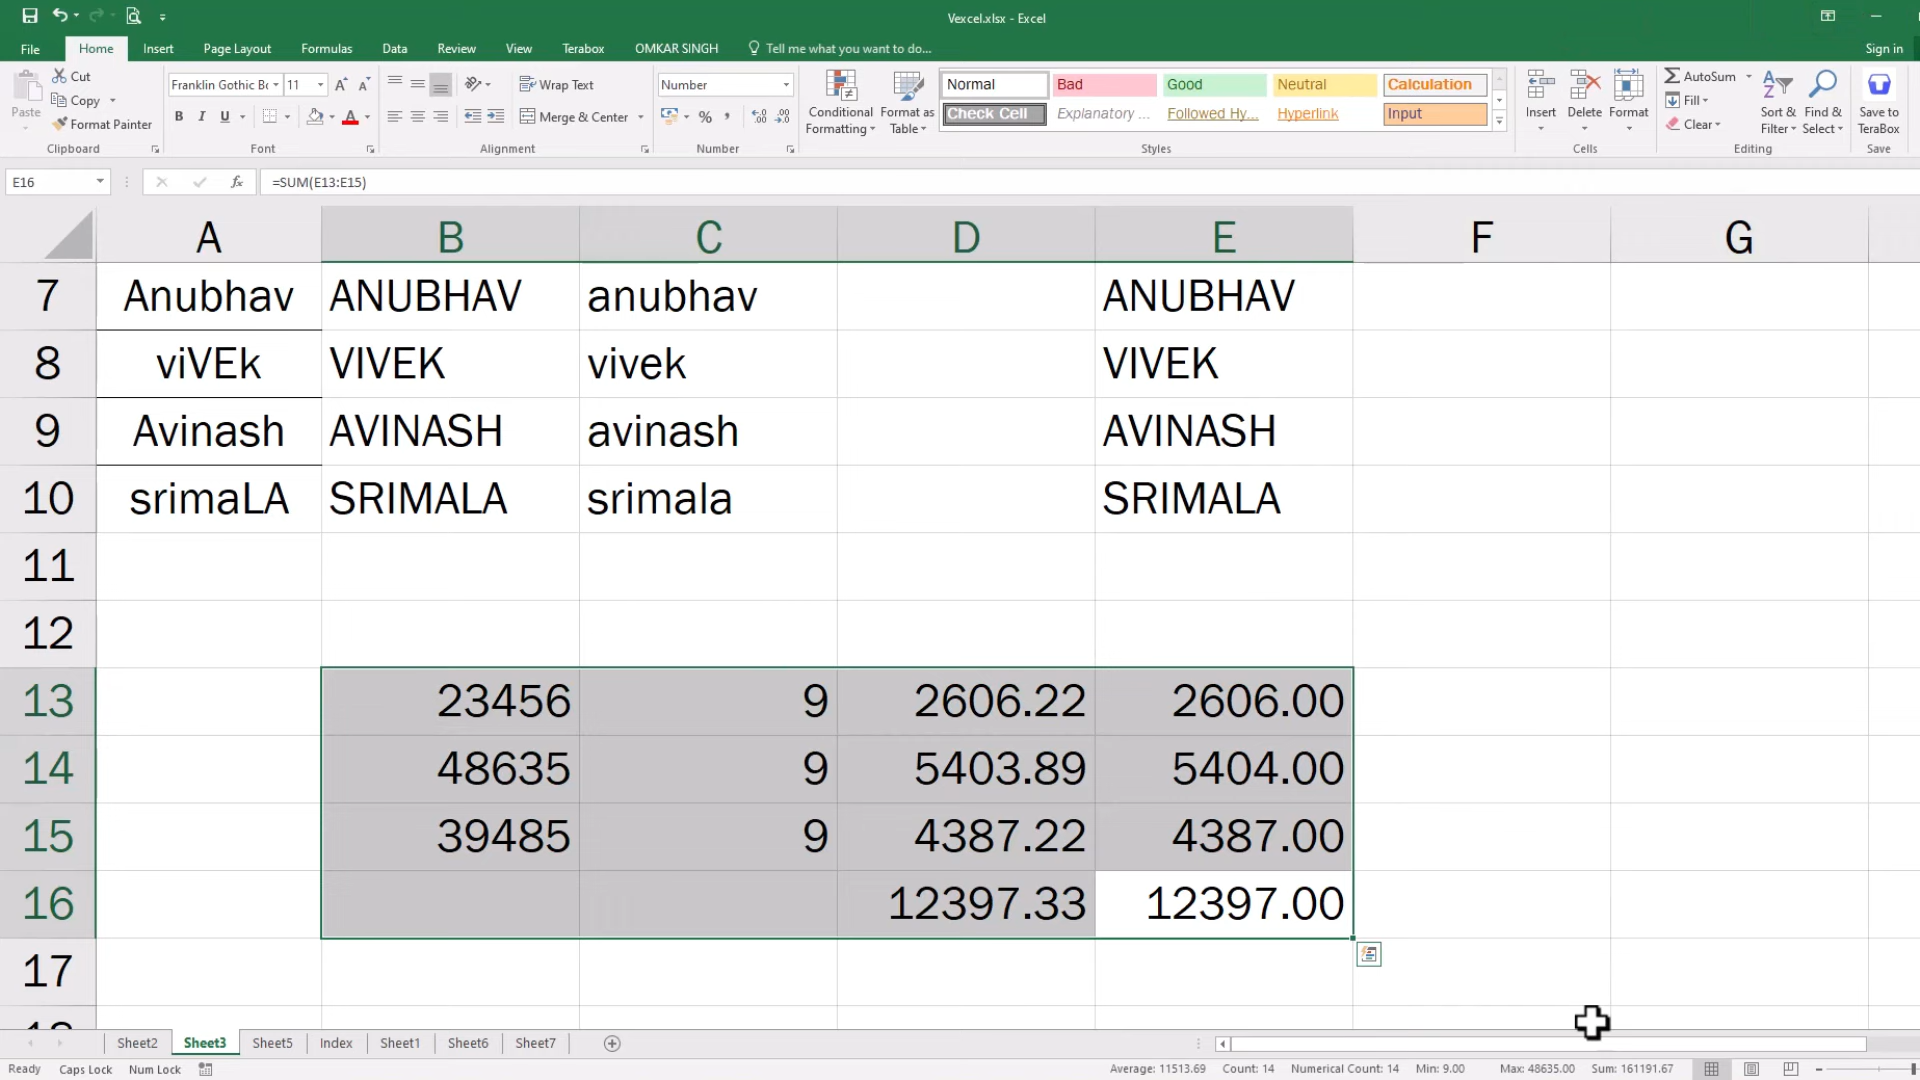 Vexcel.xlsx - Excel
File Home Insert Page Layout Formulas Data Review View Terabox OMKAR SINGH Tell me what you want to do... Sign in
Paste Cut Copy Format Painter Clipboard
Franklin Gothic B 11 B I U Font
Wrap Text Merge & Center Alignment
Number % , Number
Conditional Formatting Format as Table
Normal Bad Good Neutral Calculation
Check Cell Explanatory ... Followed Hy... Hyperlink Input
Styles
Insert Delete Format Cells
AutoSum Fill Clear Sort & Filter Find & Select Editing
Save to TeraBox Save
E16 fx =SUM(E13:E15)
A B C D E F G
7 Anubhav ANUBHAV anubhav ANUBHAV
8 viVEk VIVEK vivek VIVEK
9 Avinash AVINASH avinash AVINASH
10 srimaLA SRIMALA srimala SRIMALA
11
12
13 23456 9 2606.22 2606.00
14 48635 9 5403.89 5404.00
15 39485 9 4387.22 4387.00
16 12397.33 12397.00
17
Sheet2 Sheet3 Sheet5 Index Sheet1 Sheet6 Sheet7
Ready Caps Lock Num Lock Average: 11513.69 Count: 14 Numerical Count: 14 Min: 9.00 Max: 48635.00 Sum: 161191.67